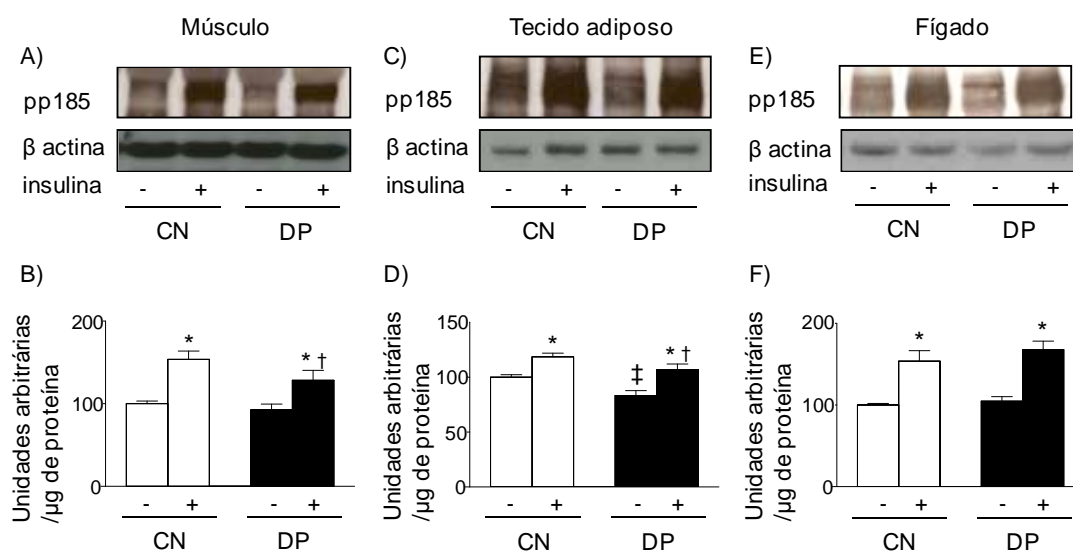 Músculo
Tecido adiposo
Fígado
A)
C)
E)
pp185
pp185
pp185
β actina
β actina
β actina
insulina - + - +
insulina - + - +
insulina - + - +
CN DP
CN DP
CN DP
B)
D)
F)
Unidades arbitrárias
/µg de proteína
200
100
0
*
* †
- + - +
CN DP
Unidades arbitrárias
/µg de proteína
150
100
50
0
*
‡
* †
- + - +
CN DP
Unidades arbitrárias
/µg de proteína
200
100
0
*
*
- + - +
CN DP